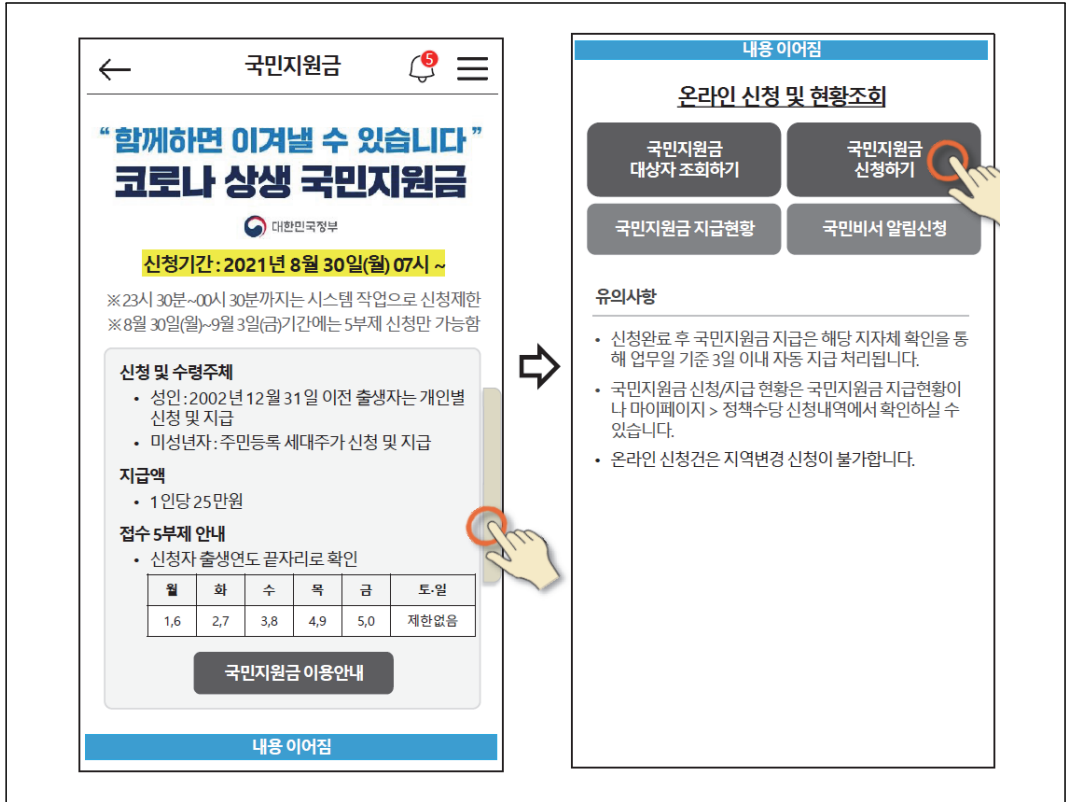 국민지원금
5
“함께하면 이겨낼 수 있습니다”
코로나 상생 국민지원금
대한민국정부
신청기간 : 2021년 8월 30일(월) 07시 ~
※ 23시 30분~00시 30분까지는 시스템 작업으로 신청제한
※ 8월 30일(월)~9월 3일(금)기간에는 5부제 신청만 가능함
신청 및 수령주체
• 성인 : 2002년 12월 31일 이전 출생자는 개인별
신청 및 지급
• 미성년자 : 주민등록 세대주가 신청 및 지급
지급액
• 1인당 25만원
접수 5부제 안내
• 신청자 출생연도 끝자리로 확인
월 화 수 목 금 토·일
1,6 2,7 3,8 4,9 5,0 제한없음
국민지원금 이용안내
내용 이어짐
내용 이어짐
온라인 신청 및 현황조회
국민지원금
대상자 조회하기
국민지원금
신청하기
국민지원금 지급현황
국민비서 알림신청
유의사항
• 신청완료 후 국민지원금 지급은 해당 지자체 확인을 통
해 업무일 기준 3일 이내 자동 지급 처리됩니다.
• 국민지원금 신청/지급 현황은 국민지원금 지급현황이
나 마이페이지 > 정책수당 신청내역에서 확인하실 수
있습니다.
• 온라인 신청건은 지역변경 신청이 불가합니다.